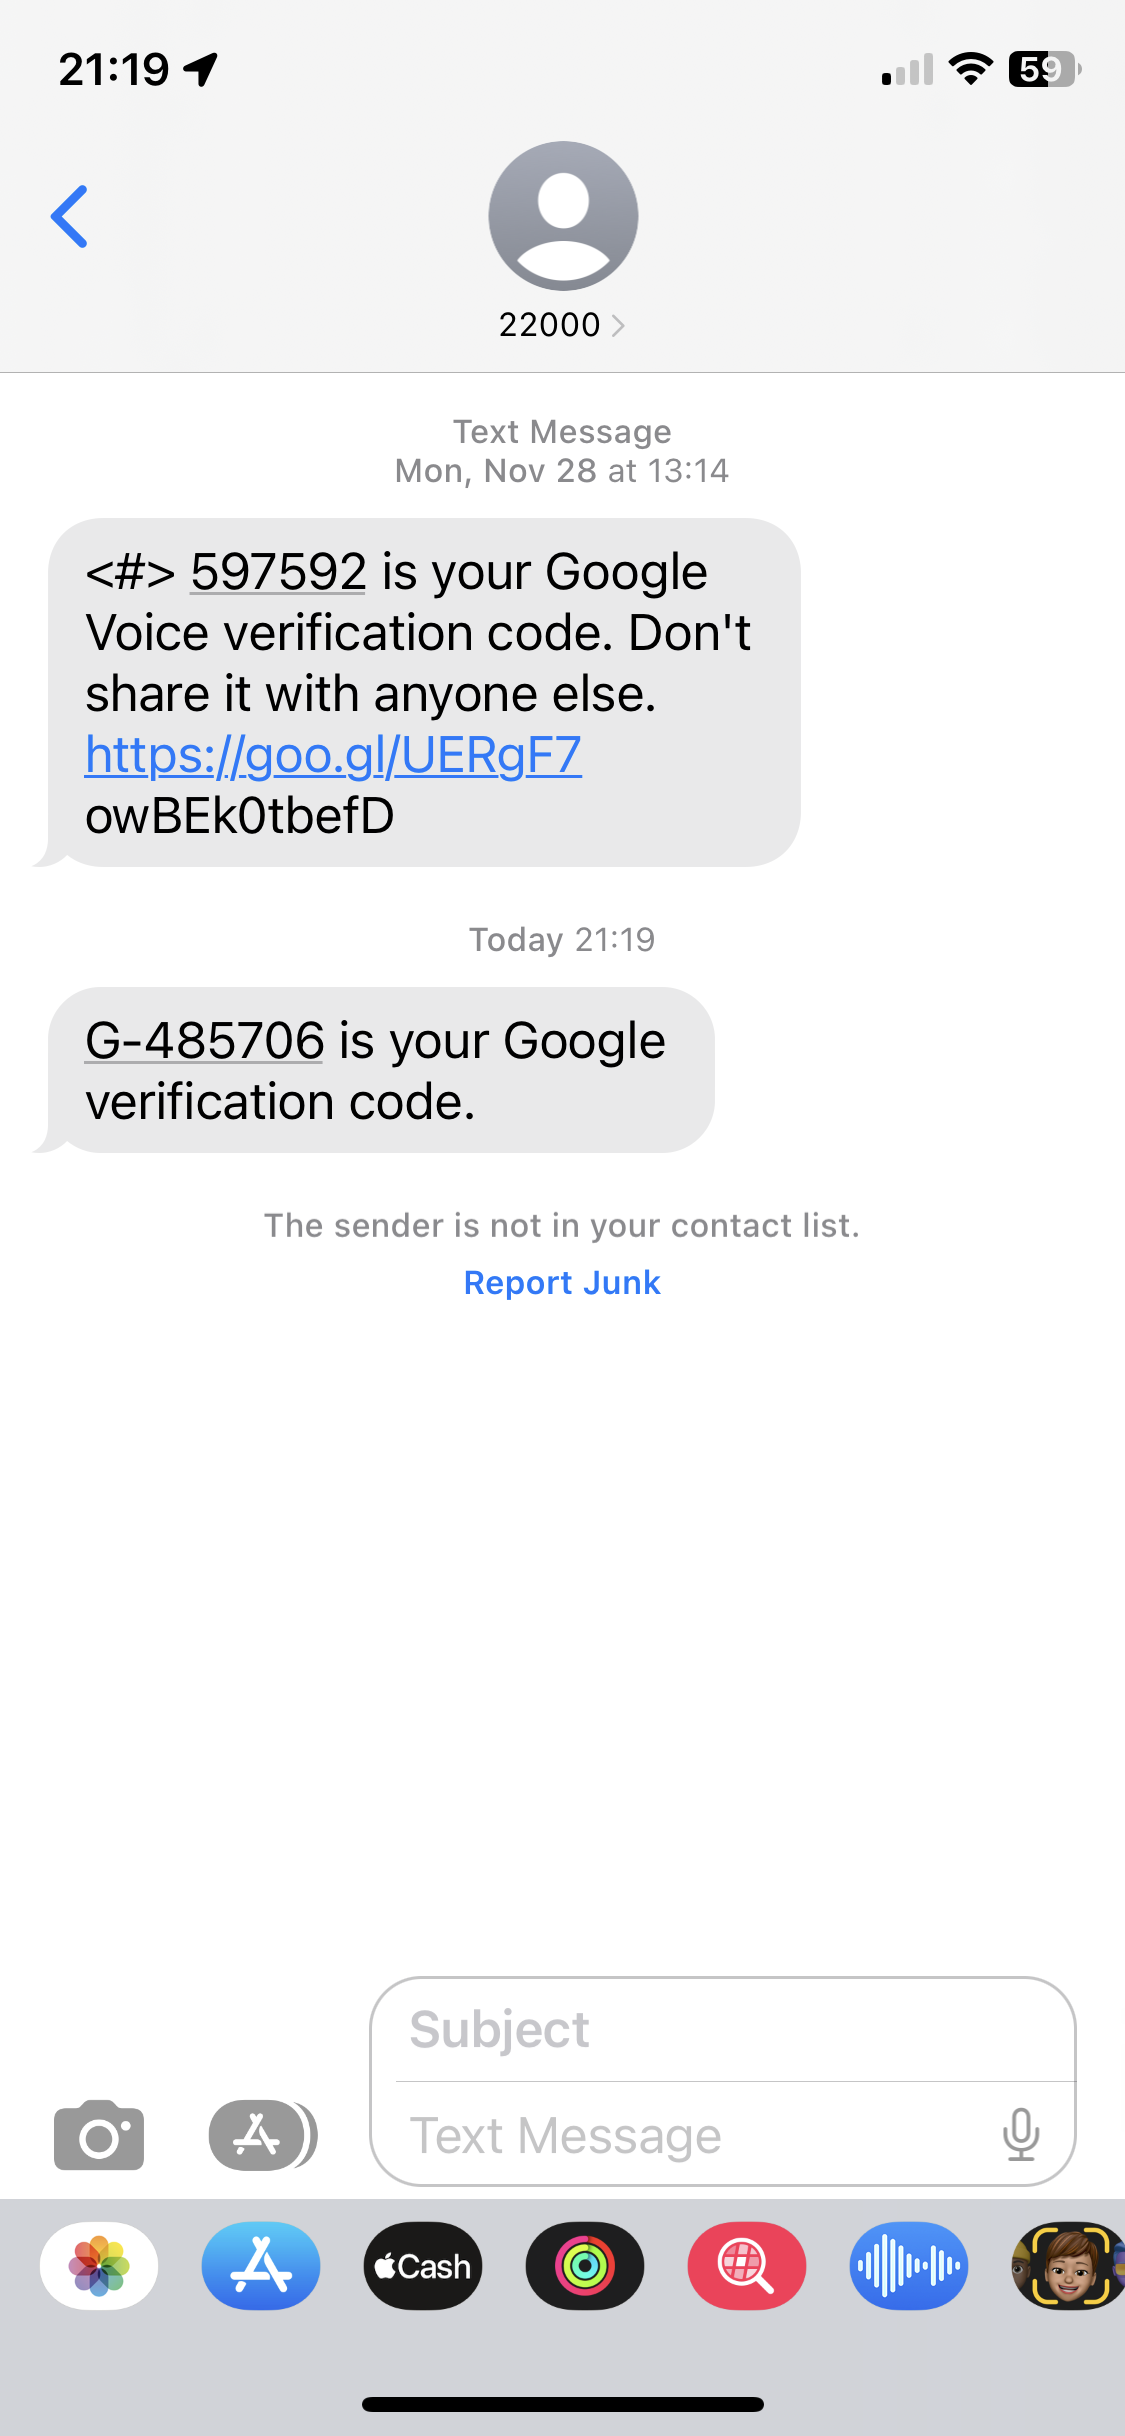 21:19
59
22000
Text Message
Mon, Nov 28 at 13:14
<#> 597592 is your Google
Voice verification code. Don't
share it with anyone else.
https://goo.gl/UERgF7
owBEk0tbefD
Today 21:19
G-485706 is your Google
verification code.
The sender is not in your contact list.
Report Junk
Subject
Text Message
Cash